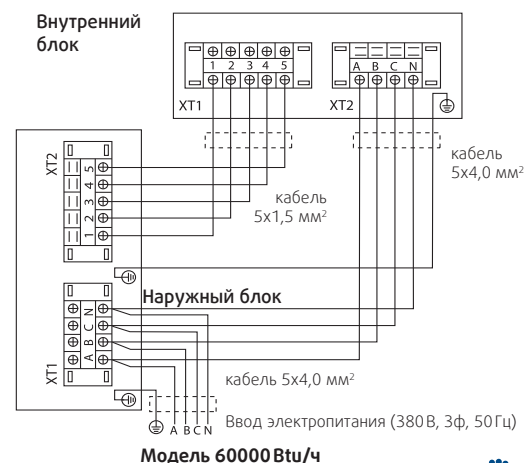 Внутренний
блок
1 2 3 4 5
A B C N
XT1
XT2
кабель
5x4,0 мм²
кабель
5x1,5 мм²
XT2
5
4
3
2
1
Наружный блок
XT1
N
C
B
A
кабель 5x4,0 мм²
A B C N
Ввод электропитания (380 В, 3ф, 50 Гц)
Модель 60000 Btu/ч